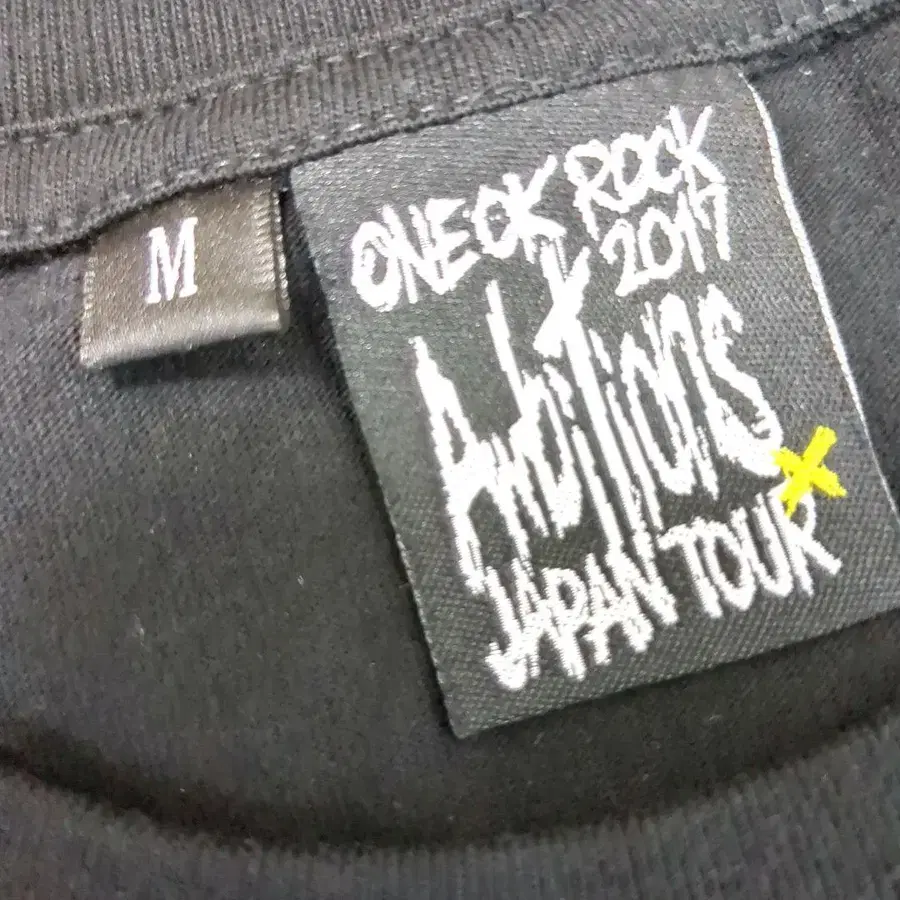 M
ONE OK ROCK
2017
Ambitions
JAPAN TOUR